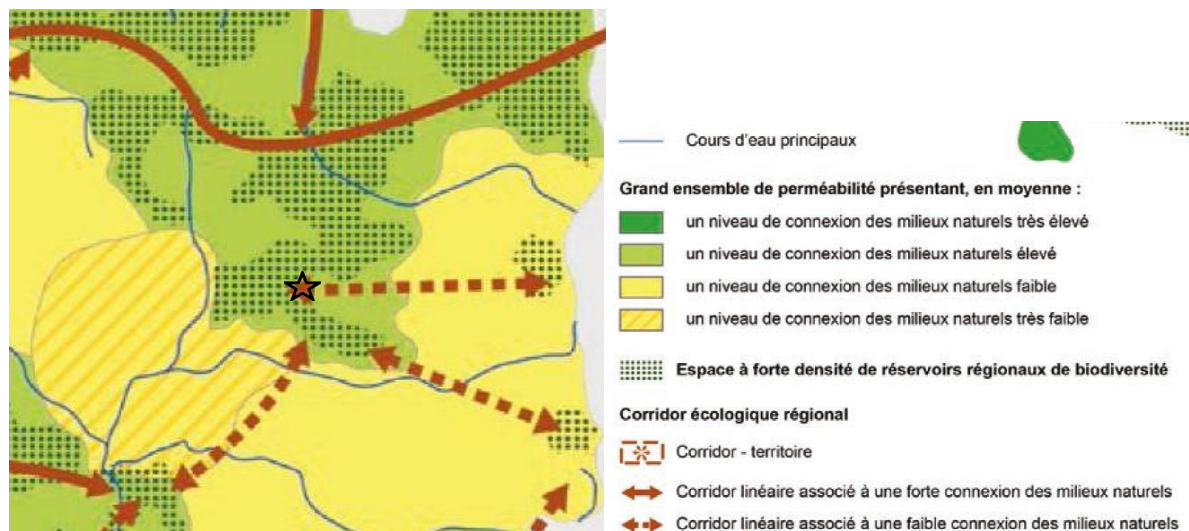 Cours d'eau principaux
Grand ensemble de perméabilité présentant, en moyenne :
un niveau de connexion des milieux naturels très élevé
un niveau de connexion des milieux naturels élevé
un niveau de connexion des milieux naturels faible
un niveau de connexion des milieux naturels très faible
Espace à forte densité de réservoirs régionaux de biodiversité
Corridor écologique régional
Corridor - territoire
Corridor linéaire associé à une forte connexion des milieux naturels
Corridor linéaire associé à une faible connexion des milieux naturels